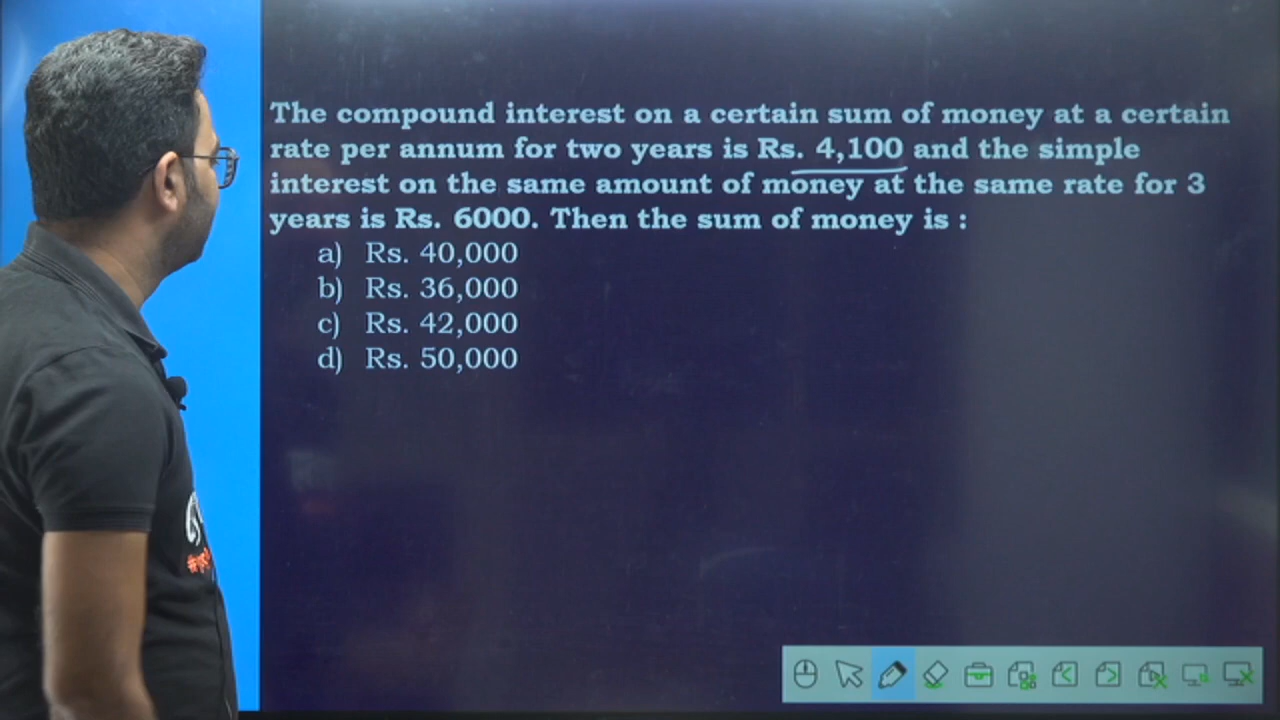 The compound interest on a certain sum of money at a certain
rate per annum for two years is Rs. 4,100 and the simple
interest on the same amount of money at the same rate for 3
years is Rs. 6000. Then the sum of money is :
a) Rs. 40,000
b) Rs. 36,000
c) Rs. 42,000
d) Rs. 50,000